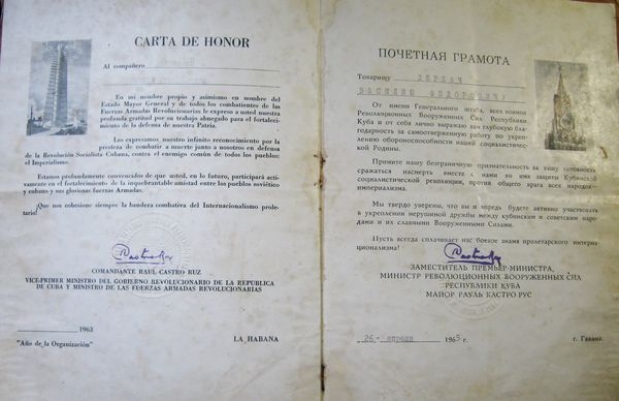 CARTA DE HONOR
Al compañero
En mi nombre propio y asimismo en nombre del
Estado Mayor General y de todos los combatientes de las
Fuerzas Armadas Revolucionarias le expreso a usted nuestra
profunda gratitud por su trabajo abnegado para el fortaleci-
miento de la defensa de nuestra Patria.
Les expresamos nuestro infinito reconocimiento por la
presteza de combatir a muerte junto a nosotros en defensa
de la Revolución Socialista Cubana, contra el enemigo común de todos los pueblos:
el Imperialismo.
Estamos profundamente convencidos de que usted, en lo futuro, participará acti-
vamente en el fortalecimiento de la inquebrantable amistad entre los pueblos soviético
y cubano y sus gloriosas fuerzas Armadas.
¡Que nos cohesione siempre la bandera combativa del Internacionalismo prole-
tario!
COMANDANTE RAUL CASTRO RUZ
VICE-PRIMER MINISTRO DEL GOBIERNO REVOLUCIONARIO DE LA REPUBLICA
DE CUBA Y MINISTRO DE LAS FUERZAS ARMADAS REVOLUCIONARIAS
1963
"Año de la Organización" LA HABANA
ПОЧЕТНАЯ ГРАМОТА
Товарищу
ВАСИЛИЮ ФЕДОРОВИЧУ
От имени Генерального штаба, всех воинов
Революционных Вооруженных Сил Республики
Куба и от себя лично выражаю вам глубокую бла-
годарность за самоотверженную работу по укре-
плению обороноспособности нашей социалистичес-
кой Родины.
Примите нашу безграничную признательность за вашу готовность
сражаться насмерть вместе с нами во имя защиты Кубинской
социалистической революции, против общего врага всех народов-
империализма.
Мы твердо уверены, что вы и впредь будете активно участвовать
в укреплении нерушимой дружбы между кубинским и советским наро-
дами и их славными Вооруженными Силами.
Пусть всегда сплачивает нас боевое знамя пролетарского интерна-
ционализма!
ЗАМЕСТИТЕЛЬ ПРЕМЬЕР-МИНИСТРА,
МИНИСТР РЕВОЛЮЦИОННЫХ ВООРУЖЕННЫХ СИЛ
РЕСПУБЛИКИ КУБА
МАЙОР РАУЛЬ КАСТРО РУС
26 апреля 1963 г. г. Гавана